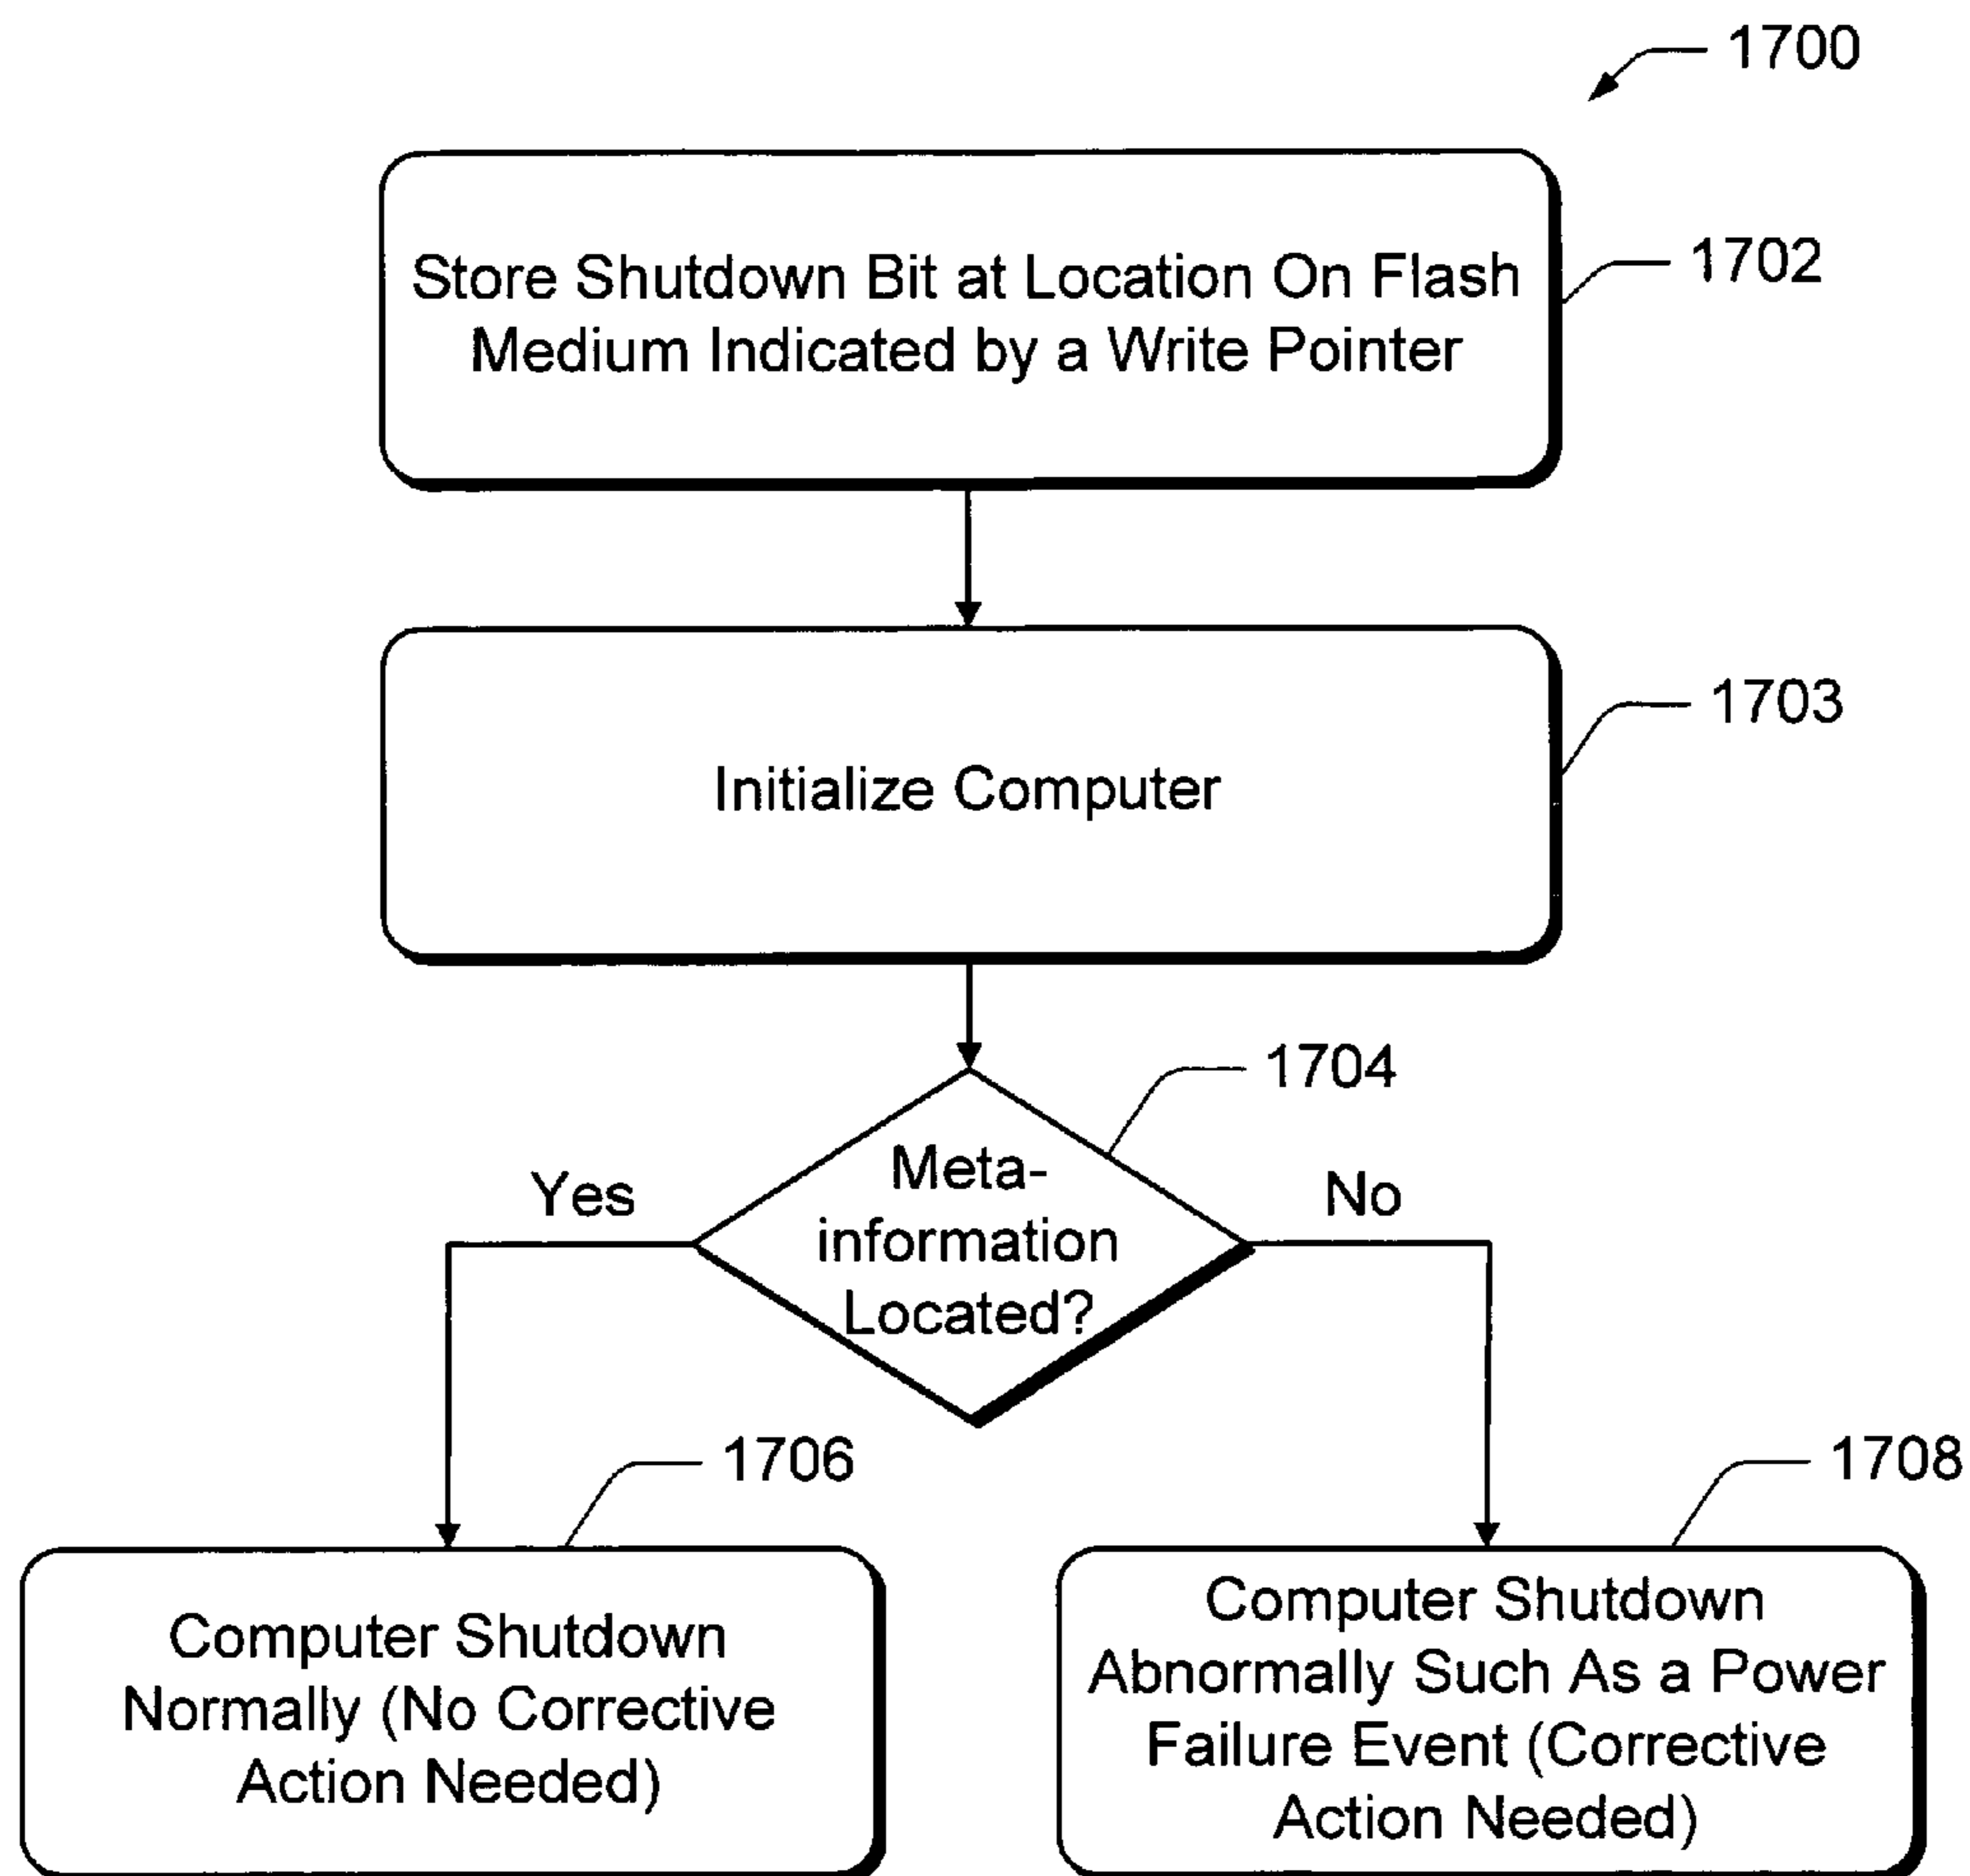 1700
Store Shutdown Bit at Location On Flash
Medium Indicated by a Write Pointer
1702
Initialize Computer
1703
1704
Meta-
information
Located?
Yes
No
1706
1708
Computer Shutdown
Normally (No Corrective
Action Needed)
Computer Shutdown
Abnormally Such As a Power
Failure Event (Corrective
Action Needed)